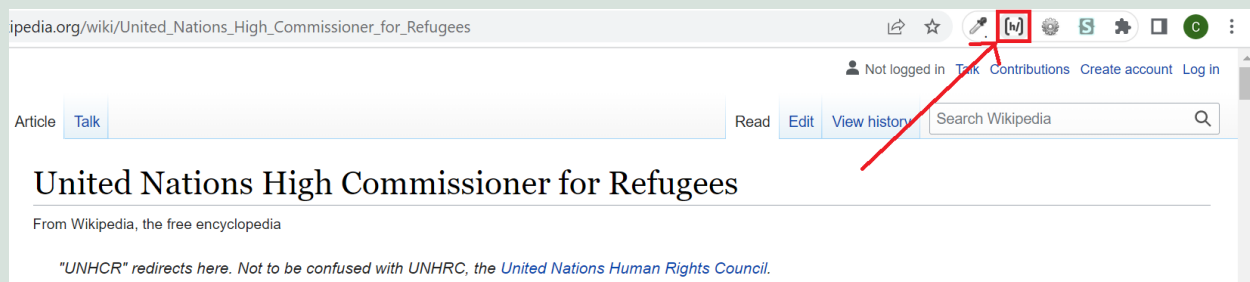 ipedia.org/wiki/United_Nations_High_Commissioner_for_Refugees
[h/] S C
Not logged in Talk Contributions Create account Log in
Article Talk Read Edit View history Search Wikipedia
United Nations High Commissioner for Refugees
From Wikipedia, the free encyclopedia
"UNHCR" redirects here. Not to be confused with UNHRC, the United Nations Human Rights Council.